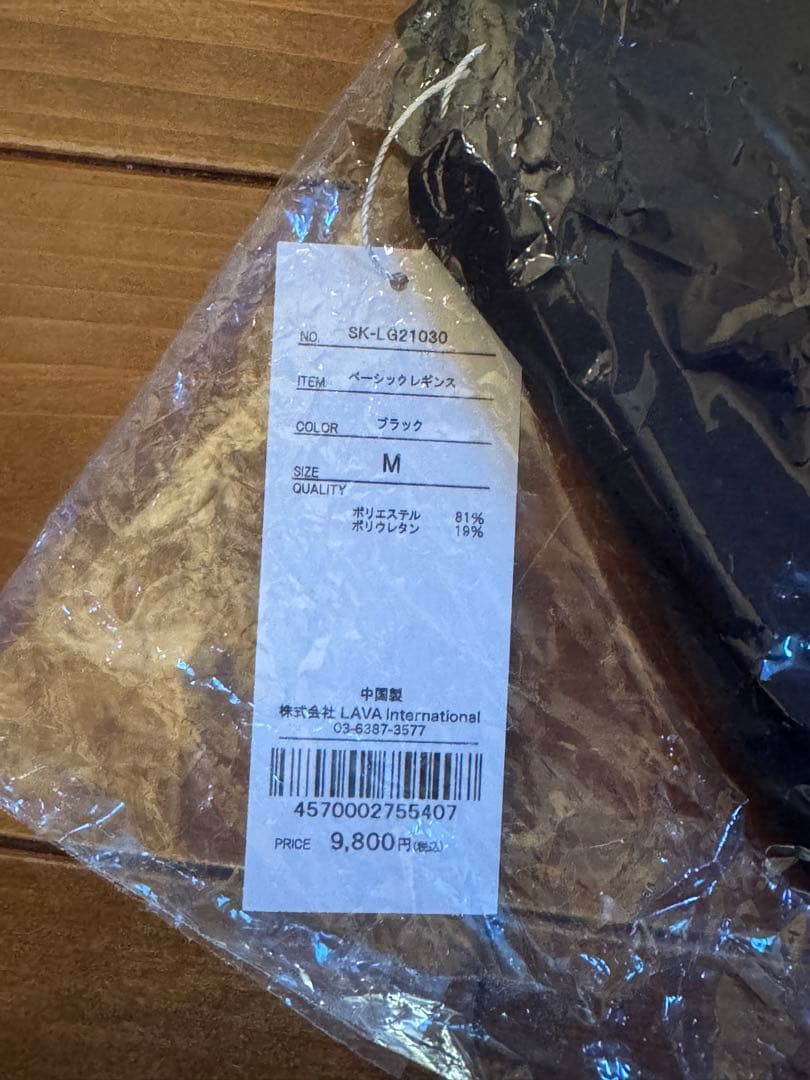 NO. SK-LG21030
ITEM ベーシックレギンス
COLOR ブラック
SIZE M
QUALITY
ポリエステル 81%
ポリウレタン 19%
中国製
株式会社 LAVA International
03-6387-3577
4570002755407
PRICE 9,800円(税込)